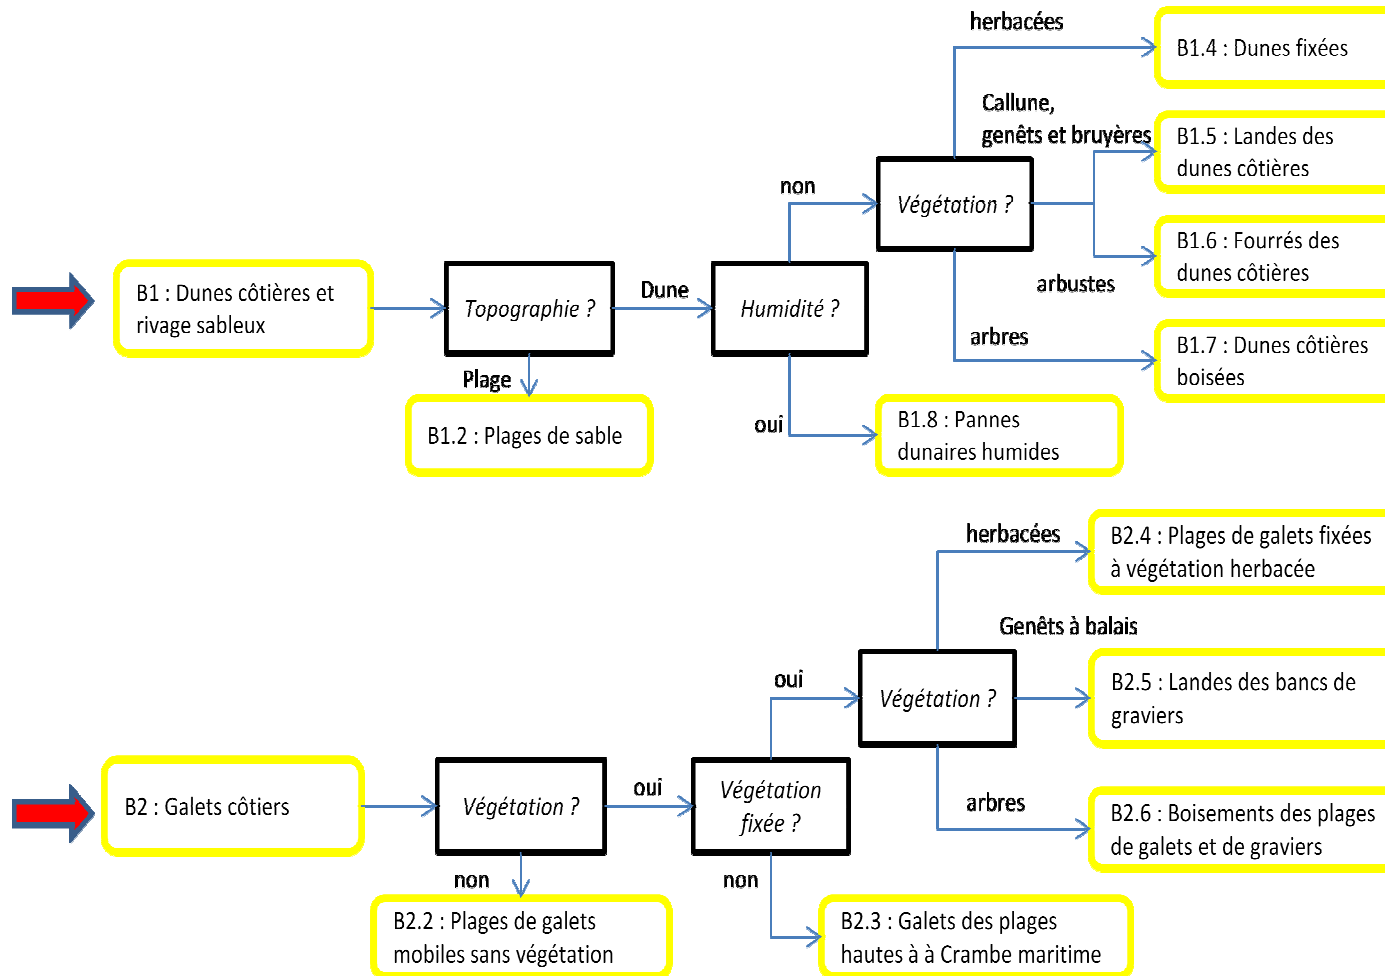 herbacées
B1.4 : Dunes fixées
Callune,
genêts et bruyères
B1.5 : Landes des
dunes côtières
non
Végétation ?
B1.6 : Fourrés des
dunes côtières
arbustes
B1 : Dunes côtières et
rivage sableux
Topographie ?
Dune
Humidité ?
arbres
B1.7 : Dunes côtières
boisées
Plage
B1.2 : Plages de sable
oui
B1.8 : Pannes
dunaires humides
herbacées
B2.4 : Plages de galets fixées
à végétation herbacée
Genêts à balais
oui
Végétation ?
B2.5 : Landes des bancs de
graviers
B2 : Galets côtiers
Végétation ?
oui
Végétation
fixée ?
arbres
B2.6 : Boisements des plages
de galets et de graviers
non
B2.2 : Plages de galets
mobiles sans végétation
non
B2.3 : Galets des plages
hautes à à Crambe maritime